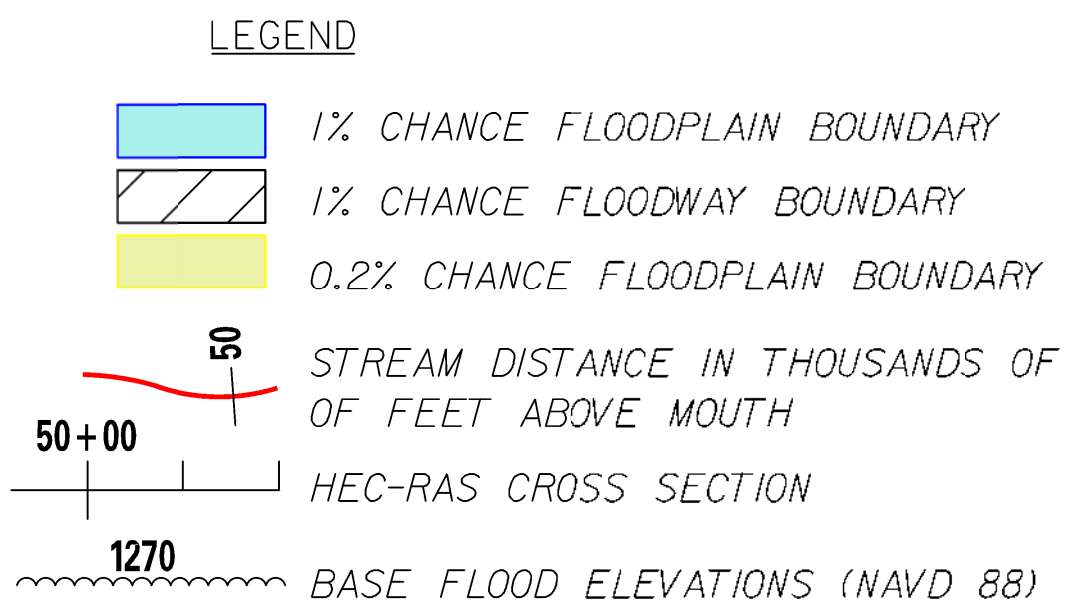 LEGEND
1% CHANCE FLOODPLAIN BOUNDARY
1% CHANCE FLOODWAY BOUNDARY
0.2% CHANCE FLOODPLAIN BOUNDARY
50
STREAM DISTANCE IN THOUSANDS OF
OF FEET ABOVE MOUTH
50+00
HEC-RAS CROSS SECTION
1270
BASE FLOOD ELEVATIONS (NAVD 88)